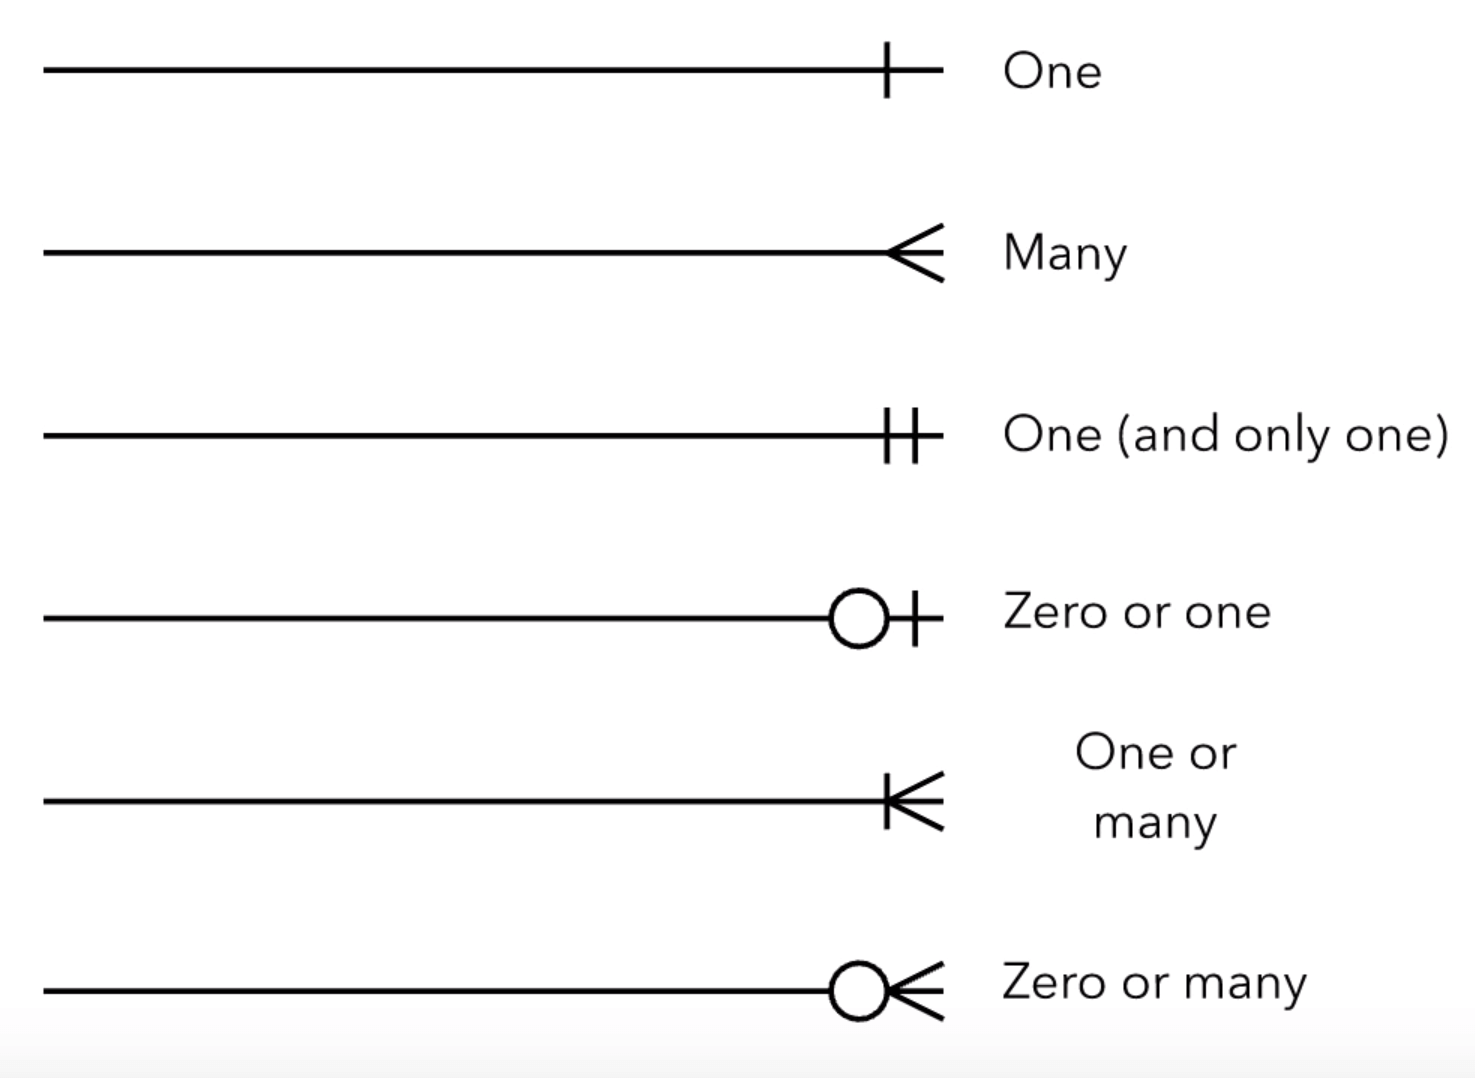 One
Many
One (and only one)
Zero or one
One or
many
Zero or many